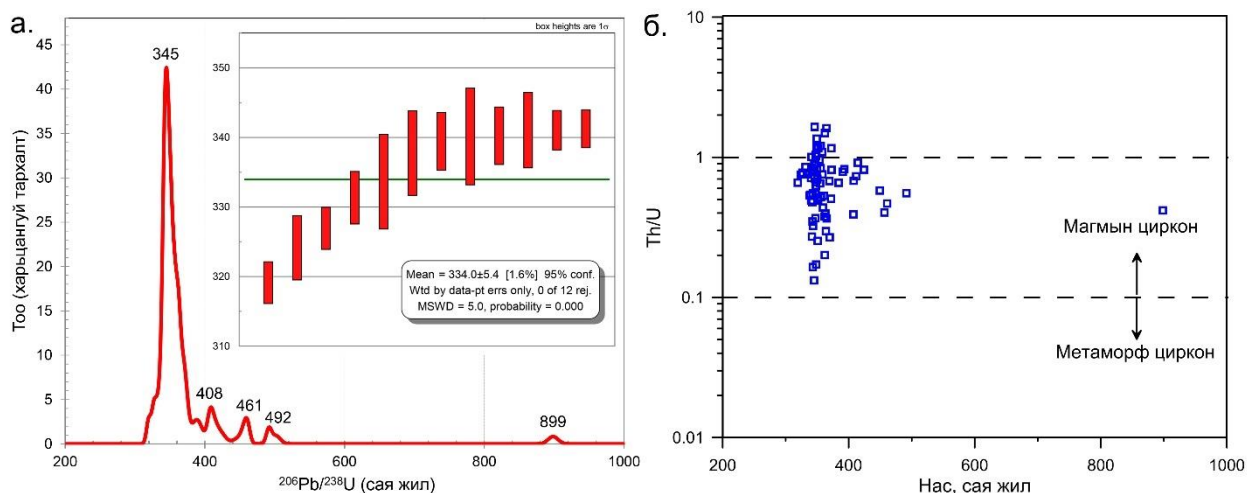 а.
box heights are 1σ
45
40
35
30
25
20
15
10
5
0
Тоо (харьцангуй тархалт)
345
408
461
492
899
350
340
330
320
310
Mean = 334.0±5.4 [1.6%] 95% conf.
Wtd by data-pt errs only, 0 of 12 rej.
MSWD = 5.0, probability = 0.000
200
400
600
800
1000
²⁰⁶Pb/²³⁸U (сая жил)
б.
10
1
0.1
0.01
Th/U
Магмын циркон
Метаморф циркон
200
400
600
800
1000
Нас, сая жил